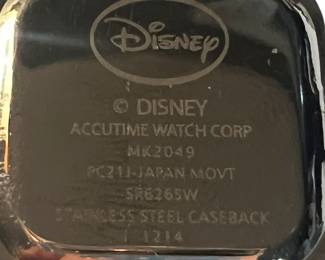 Disney
© DISNEY
ACCUTIME WATCH CORP
MK2049
PC21J-JAPAN MOVT
SR626SW
STAINLESS STEEL CASEBACK
1214